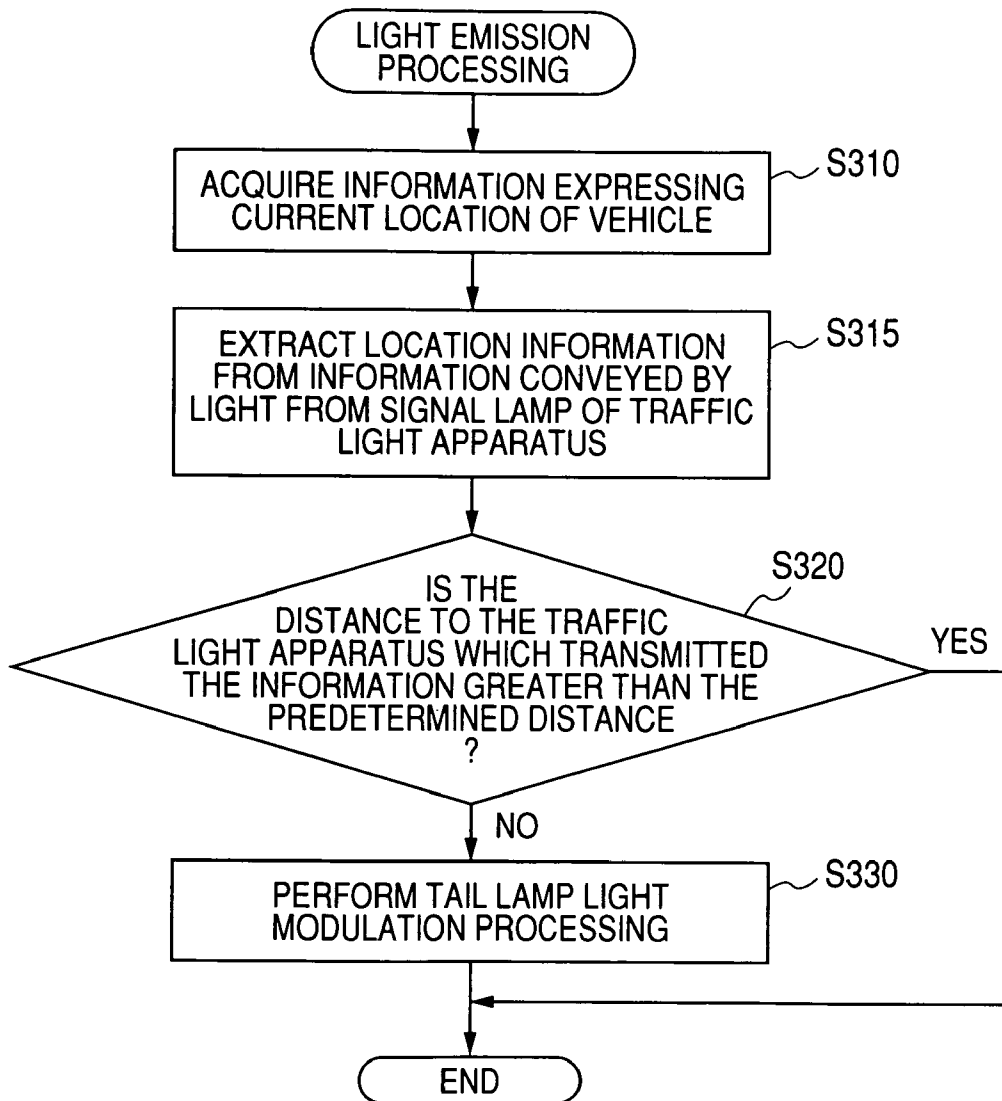 LIGHT EMISSION
PROCESSING
S310
ACQUIRE INFORMATION EXPRESSING
CURRENT LOCATION OF VEHICLE
S315
EXTRACT LOCATION INFORMATION
FROM INFORMATION CONVEYED BY
LIGHT FROM SIGNAL LAMP OF TRAFFIC
LIGHT APPARATUS
S320
IS THE
DISTANCE TO THE TRAFFIC
LIGHT APPARATUS WHICH TRANSMITTED
THE INFORMATION GREATER THAN THE
PREDETERMINED DISTANCE
?
YES
NO
S330
PERFORM TAIL LAMP LIGHT
MODULATION PROCESSING
END